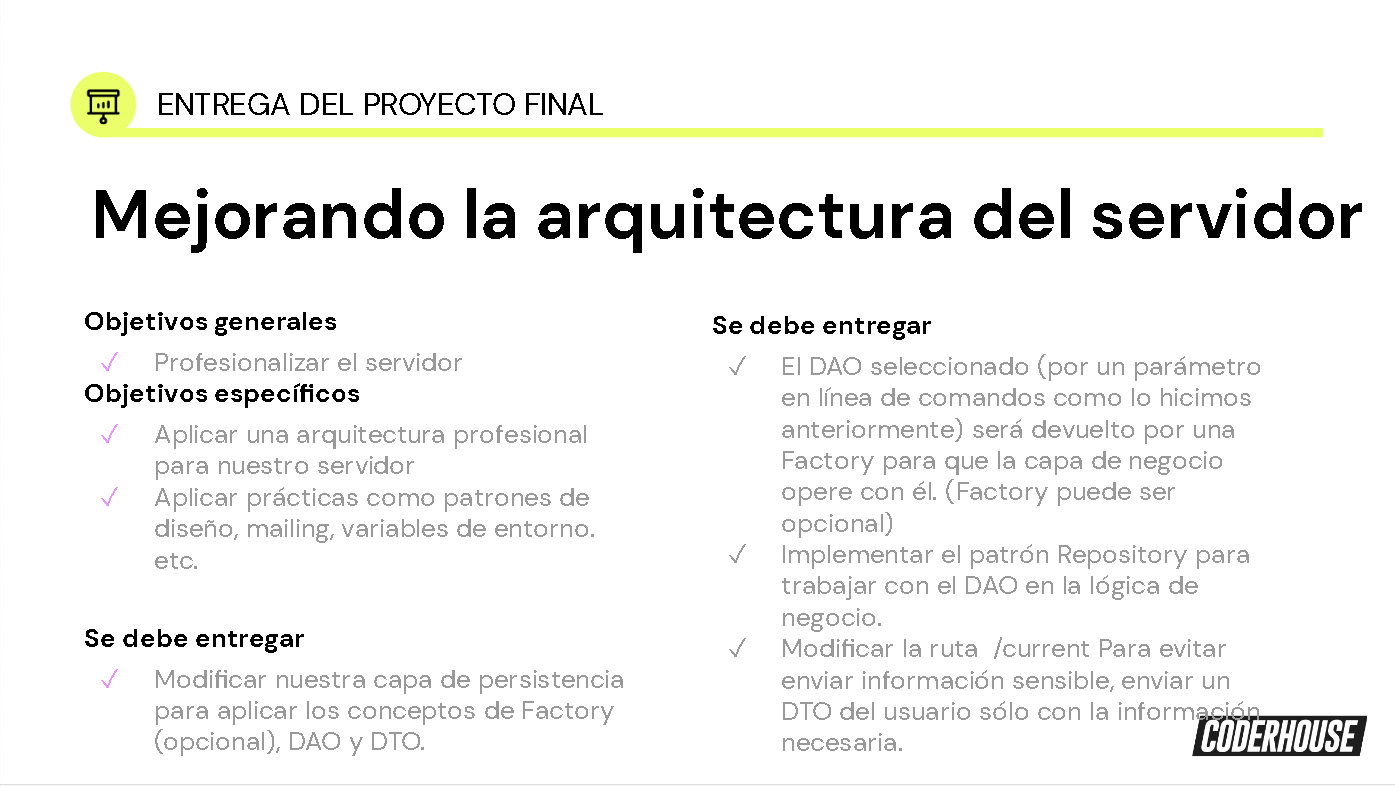 ENTREGA DEL PROYECTO FINAL
Mejorando la arquitectura del servidor
Objetivos generales
✓ Profesionalizar el servidor
Objetivos específicos
✓ Aplicar una arquitectura profesional
para nuestro servidor
✓ Aplicar prácticas como patrones de
diseño, mailing, variables de entorno.
etc.
Se debe entregar
✓ Modificar nuestra capa de persistencia
para aplicar los conceptos de Factory
(opcional), DAO y DTO.
Se debe entregar
✓ El DAO seleccionado (por un parámetro
en línea de comandos como lo hicimos
anteriormente) será devuelto por una
Factory para que la capa de negocio
opere con él. (Factory puede ser
opcional)
✓ Implementar el patrón Repository para
trabajar con el DAO en la lógica de
negocio.
✓ Modificar la ruta  /current Para evitar
enviar información sensible, enviar un
DTO del usuario sólo con la información
necesaria.
CODERHOUSE